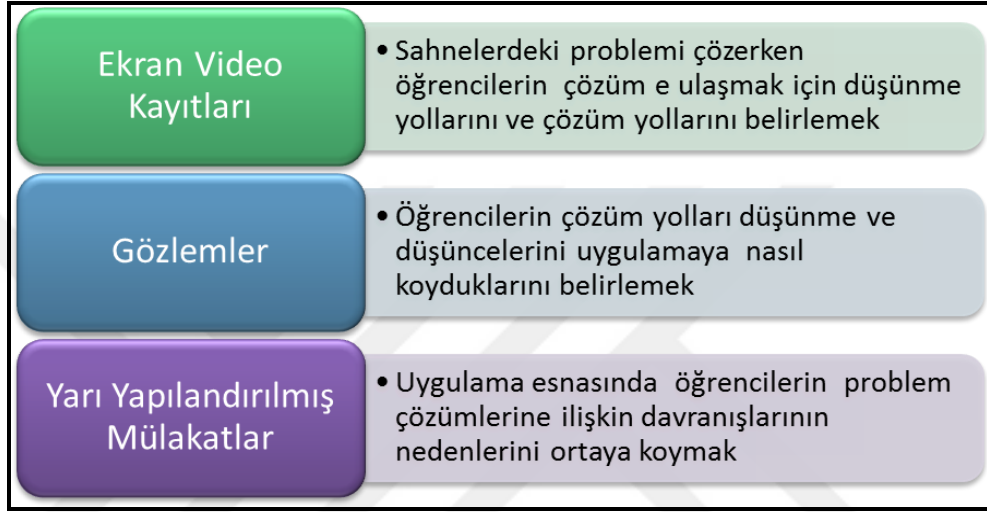 Ekran Video
Kayıtları
• Sahnelerdeki problemi çözerken
öğrencilerin çözüm e ulaşmak için düşünme
yollarını ve çözüm yollarını belirlemek
Gözlemler
• Öğrencilerin çözüm yolları düşünme ve
düşüncelerini uygulamaya nasıl
koyduklarını belirlemek
Yarı Yapılandırılmış
Mülakatlar
• Uygulama esnasında öğrencilerin problem
çözümlerine ilişkin davranışlarının
nedenlerini ortaya koymak